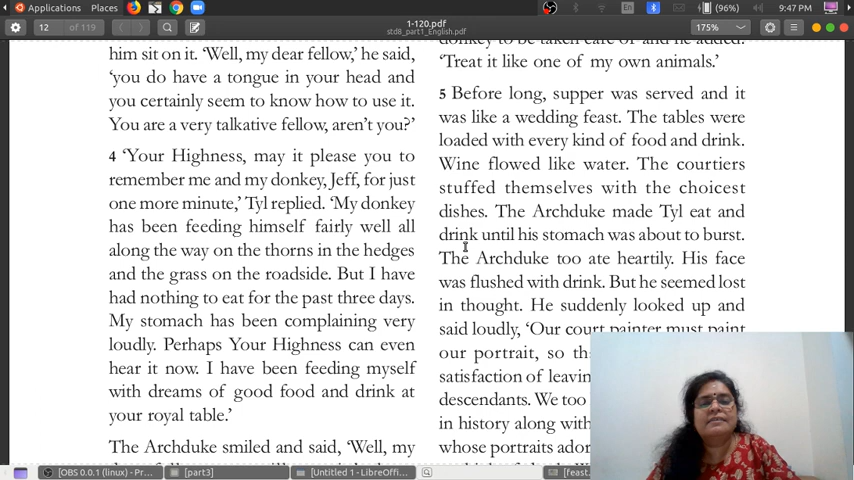 Applications Places En (96%) 9:47 PM
12 of 119 1-120.pdf 175%
std8_part1_English.pdf
him sit on it. ‘Well, my dear fellow,’ he said,
‘you do have a tongue in your head and
you certainly seem to know how to use it.
You are a very talkative fellow, aren’t you?’
4 ‘Your Highness, may it please you to
remember me and my donkey, Jeff, for just
one more minute,’ Tyl replied. ‘My donkey
has been feeding himself fairly well all
along the way on the thorns in the hedges
and the grass on the roadside. But I have
had nothing to eat for the past three days.
My stomach has been complaining very
loudly. Perhaps Your Highness can even
hear it now. I have been feeding myself
with dreams of good food and drink at
your royal table.’
The Archduke smiled and said, ‘Well, my
donkey to be taken care of and he added:
‘Treat it like one of my own animals.’
5 Before long, supper was served and it
was like a wedding feast. The tables were
loaded with every kind of food and drink.
Wine flowed like water. The courtiers
stuffed themselves with the choicest
dishes. The Archduke made Tyl eat and
drink until his stomach was about to burst.
The Archduke too ate heartily. His face
was flushed with drink. But he seemed lost
in thought. He suddenly looked up and
said loudly, ‘Our court painter must paint
our portrait, so
satisfaction of
descendants. We too
in history along with
whose portraits
[OBS 0.0.1 (linux) - Pr... [part3] [Untitled 1 - LibreOffi... [feast.